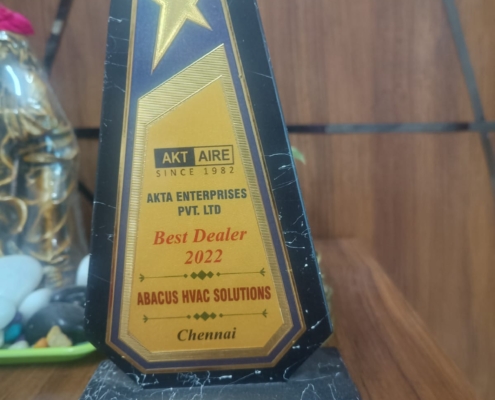 AKT AIRE
SINCE 1982
AKTA ENTERPRISES
PVT. LTD
Best Dealer
2022
ABACUS HVAC SOLUTIONS
Chennai